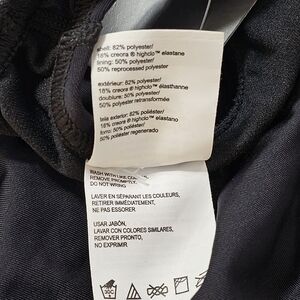 shell: 82% polyester/
18% creora ® highclo™ elastane
lining: 50% polyester/
50% reprocessed polyester
extérieur: 82% polyester/
18% creora ® highclo™ élasthanne
doublure: 50% polyester/
50% polyester retransformée
tela exterior: 82% poliéster/
18% creora ® highclo™ elastano
forro: 50% poliéster/
50% poliéster regenerado
WASH WITH LIKE
REMOVE PROMPTLY,
DO NOT WRING
LAVER EN SÉPARANT LES COULEURS,
RETIRER IMMÉDIATEMENT,
NE PAS ESSORER
USAR JABÓN,
LAVAR CON COLORES SIMILARES,
REMOVER PRONTO,
NO EXPRIMIR